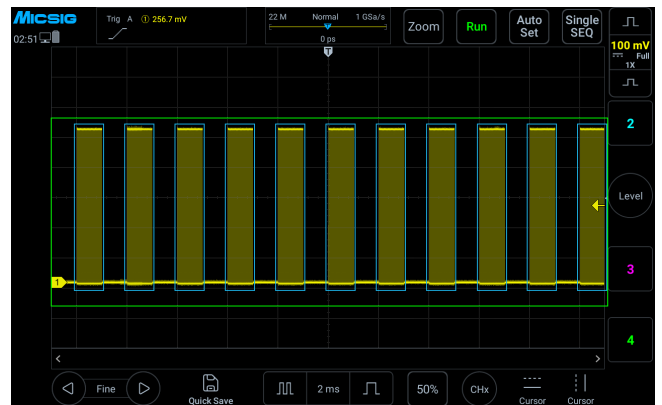 Micsig
Trig A ① 256.7 mV
22 M Normal 1 GSa/s
0 ps
T
Zoom
Run
Auto
Set
Single
SEQ
02:51
100 mV
Full
1X
2
Level
1
3
4
Fine
Quick Save
2 ms
50%
CHx
Cursor
Cursor